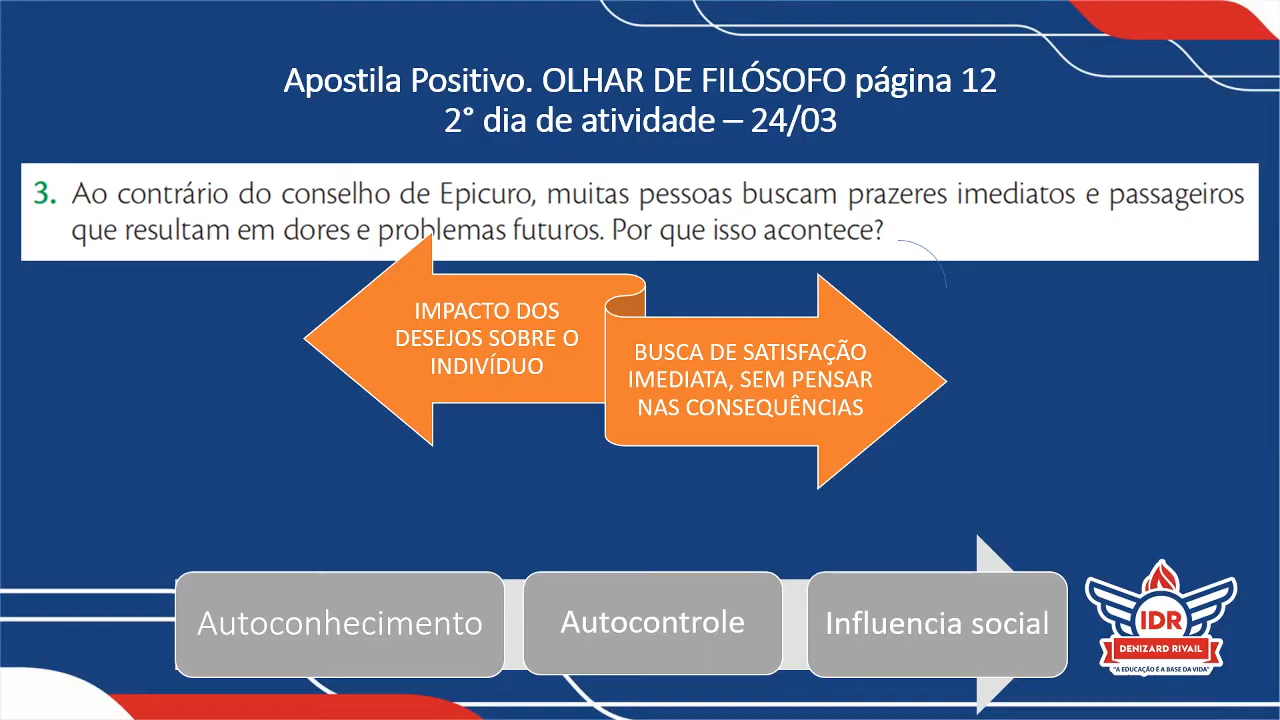 Apostila Positivo. OLHAR DE FILÓSOFO página 12
2° dia de atividade – 24/03
3. Ao contrário do conselho de Epicuro, muitas pessoas buscam prazeres imediatos e passageiros
que resultam em dores e problemas futuros. Por que isso acontece?
IMPACTO DOS
DESEJOS SOBRE O
INDIVÍDUO
BUSCA DE SATISFAÇÃO
IMEDIATA, SEM PENSAR
NAS CONSEQUÊNCIAS
Autoconhecimento
Autocontrole
Influencia social
IDR
DENIZARD RIVAIL
"A EDUCAÇÃO É A BASE DA VIDA"